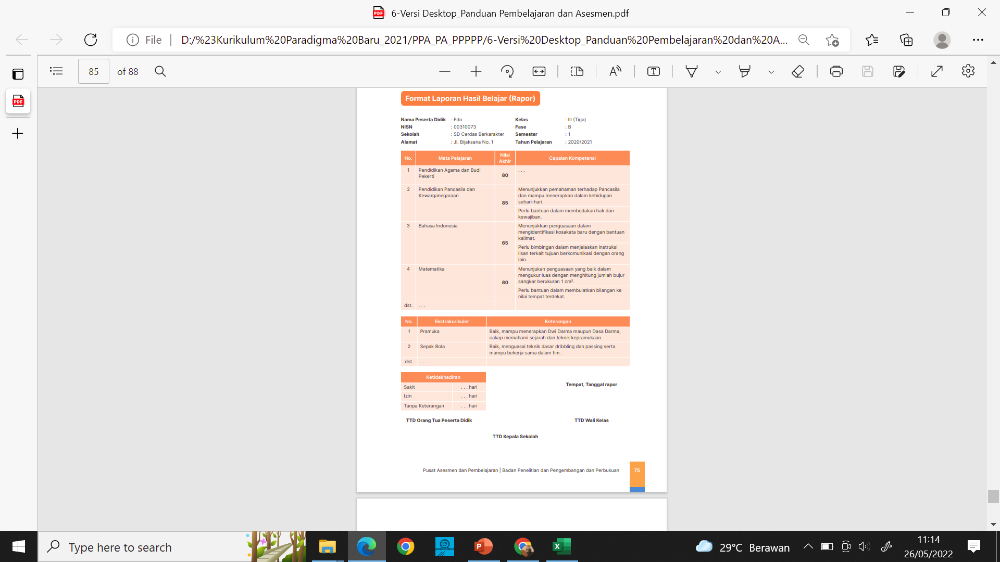 6-Versi Desktop_Panduan Pembelajaran dan Asesmen.pdf
File D:/%23Kurikulum%20Paradigma%20Baru_2021/PPA_PA_PPPPP/6-Versi%20Desktop_Panduan%20Pembelajaran%20dan%20A...
85 of 88
Format Laporan Hasil Belajar (Rapor)
Nama Peserta Didik : Edo Kelas : III (Tiga)
NISN : 00310073 Fase : B
Sekolah : SD Cerdas Berkarakter Semester : 1
Alamat : Jl. Bijaksana No. 1 Tahun Pelajaran : 2020/2021
No. Mata Pelajaran Nilai Akhir Capaian Kompetensi
1 Pendidikan Agama dan Budi Pekerti 80 . . .
2 Pendidikan Pancasila dan Kewarganegaraan 85
Menunjukkan pemahaman terhadap Pancasila
dan mampu menerapkan dalam kehidupan
sehari-hari.
Perlu bantuan dalam membedakan hak dan
kewajiban.
3 Bahasa Indonesia 65
Menunjukkan penguasaan dalam
mengidentifikasi kosakata baru dengan bantuan
kalimat.
Perlu bimbingan dalam menjelaskan instruksi
lisan terkait tujuan berkomunikasi dengan orang
lain.
4 Matematika 80
Menunjukan penguasaan yang baik dalam
mengukur luas dengan menghitung jumlah bujur
sangkar berukuran 1 cm².
Perlu bantuan dalam membulatkan bilangan ke
nilai tempat terdekat.
dst. . . .
No. Ekstrakurikuler Keterangan
1 Pramuka
Baik, mampu menerapkan Dwi Darma maupun Dasa Darma,
cakap memahami sejarah dan teknik kepramukaan.
2 Sepak Bola
Baik, menguasai teknik dasar dribbling dan passing serta
mampu bekerja sama dalam tim.
dst. . . .
Ketidakhadiran
Sakit . . . hari
Izin . . . hari
Tanpa Keterangan . . . hari
Tempat, Tanggal rapor
TTD Orang Tua Peserta Didik TTD Wali Kelas
TTD Kepala Sekolah
Pusat Asesmen dan Pembelajaran | Badan Penelitian dan Pengembangan dan Perbukuan 75
Type here to search
29°C Berawan
11:14
26/05/2022